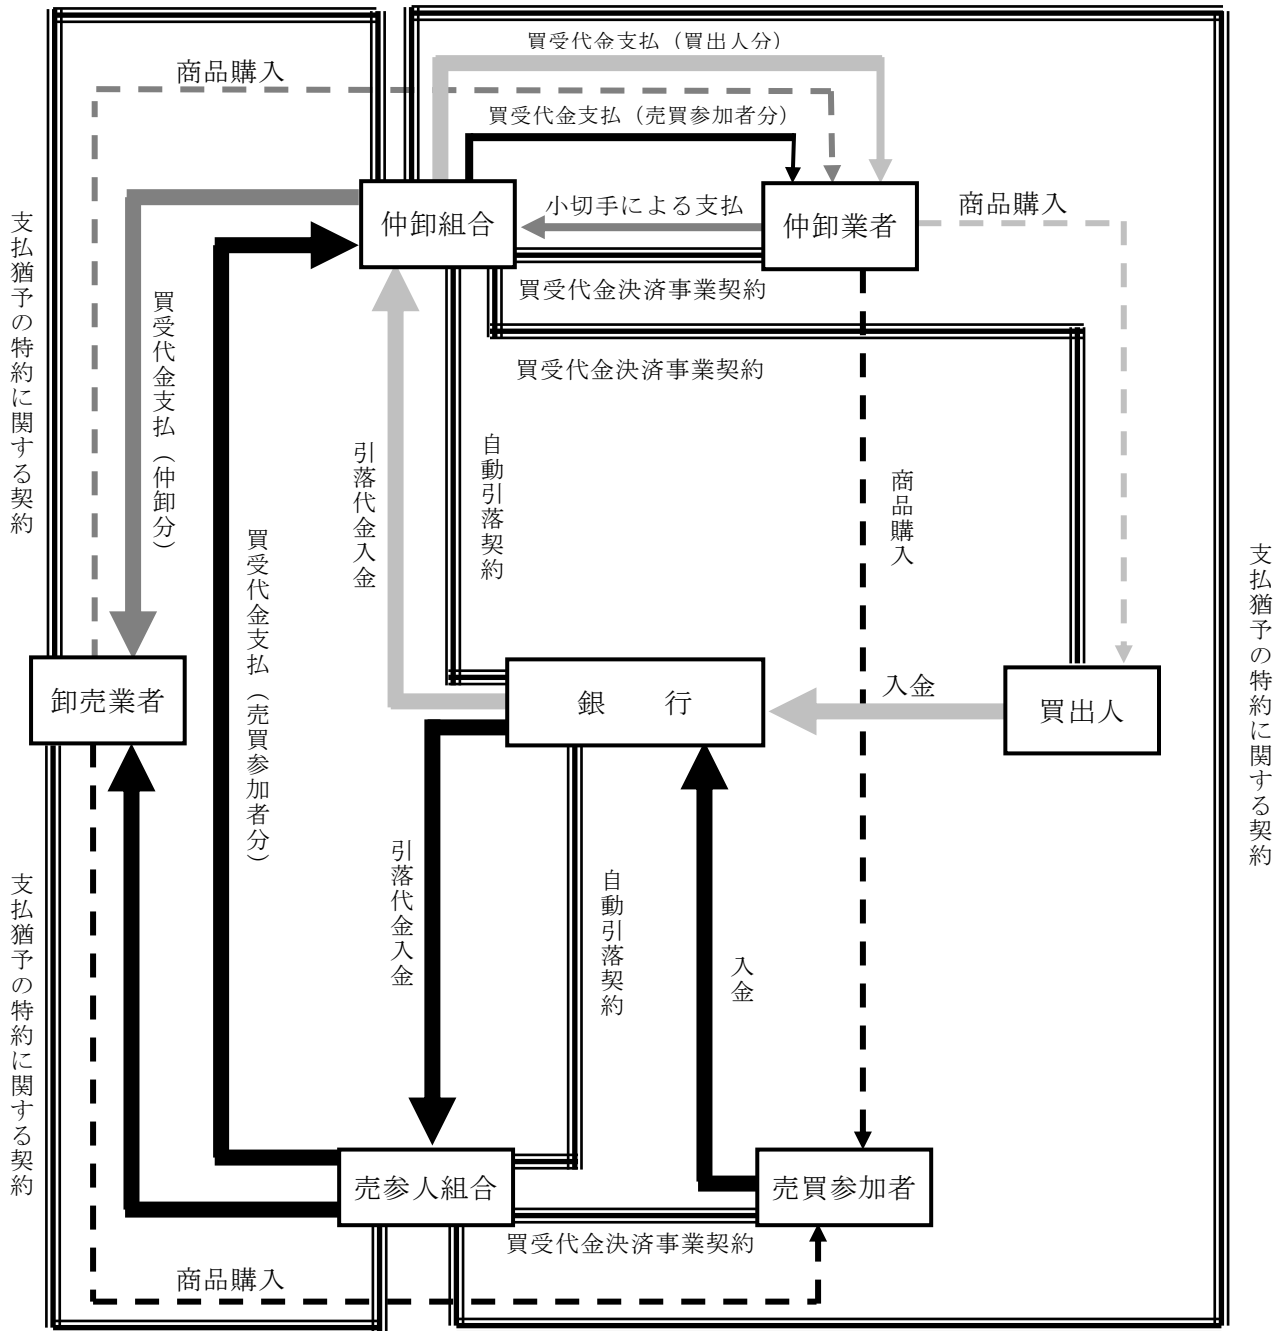 買受代金支払（買出人分）
商品購入
買受代金支払（売買参加者分）
仲卸組合
小切手による支払
仲卸業者
商品購入
買受代金決済事業契約
買受代金決済事業契約
支払猶予の特約に関する契約
買受代金支払（仲卸分）
引落代金入金
自動引落契約
商品購入
買受代金支払（売買参加者分）
支払猶予の特約に関する契約
卸売業者
銀　　行
入金
買出人
支払猶予の特約に関する契約
引落代金入金
自動引落契約
入金
売参人組合
売買参加者
買受代金決済事業契約
商品購入